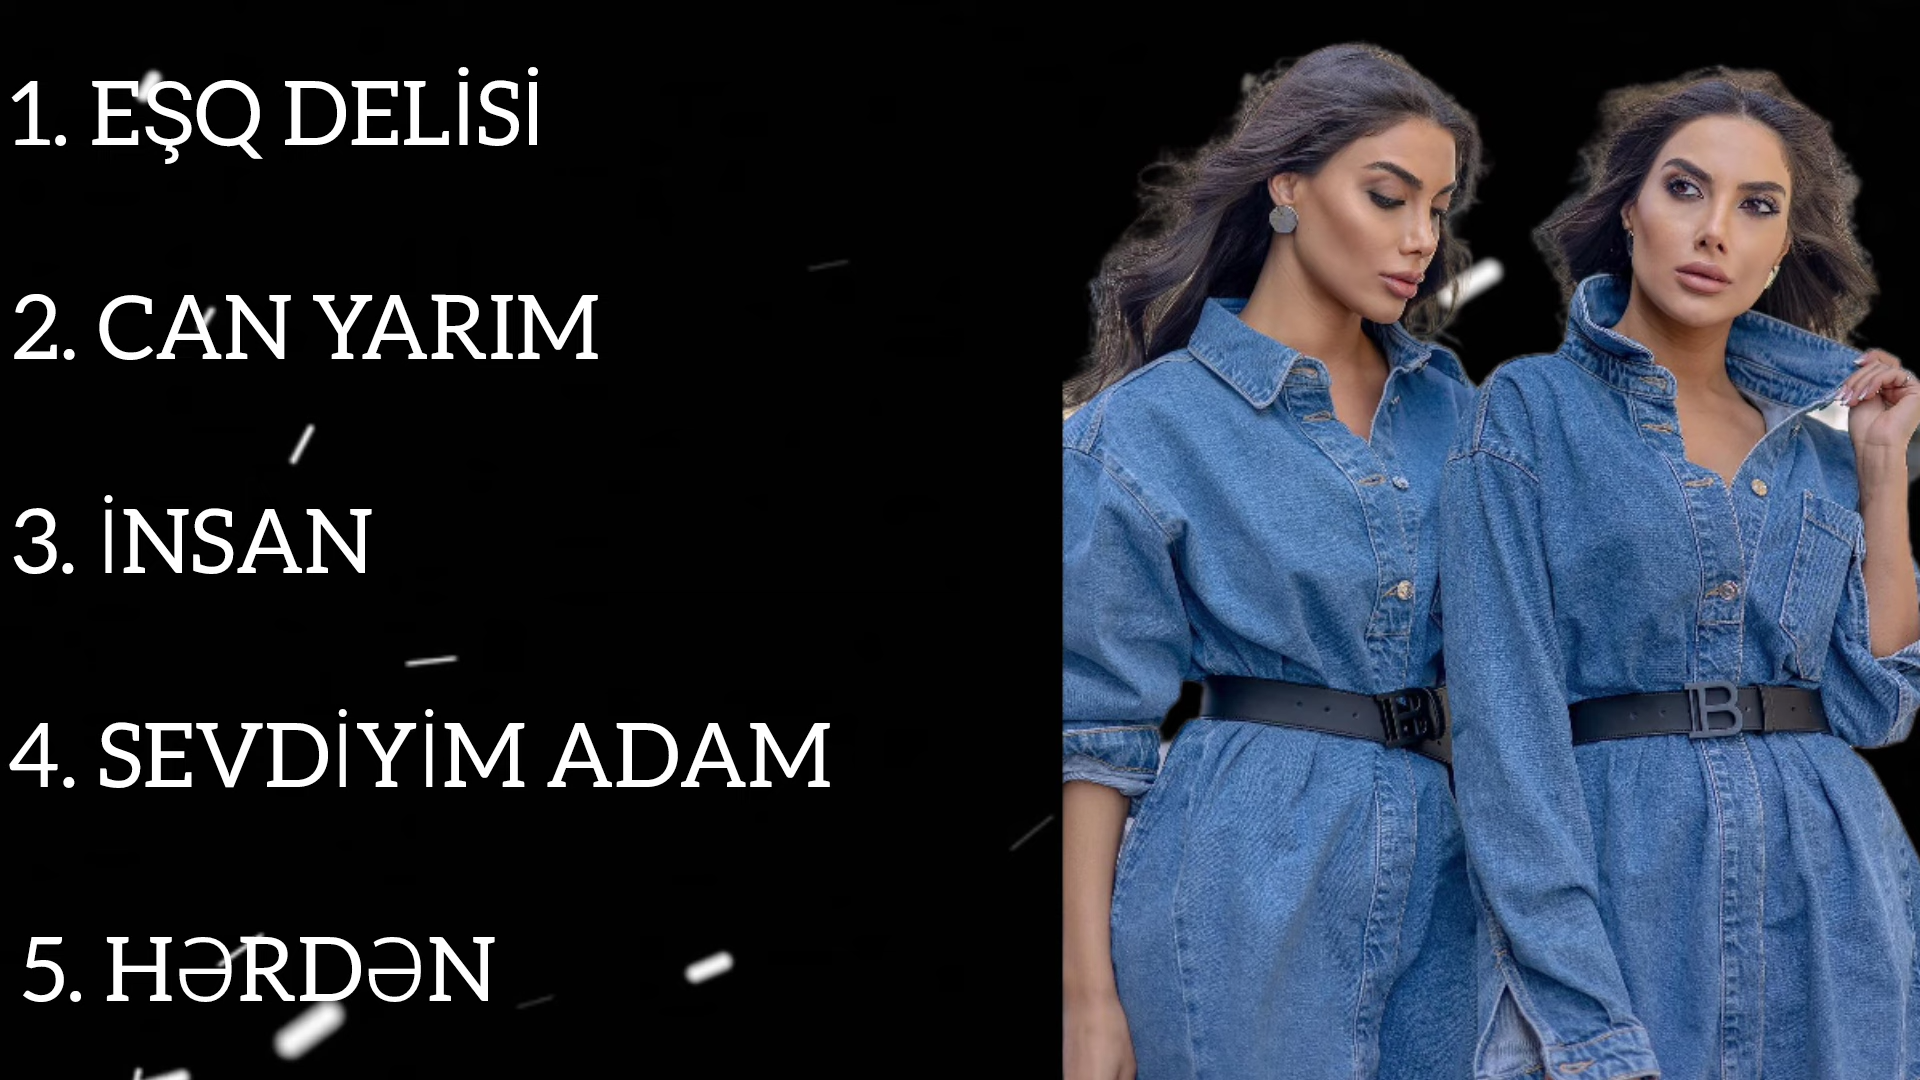 1. EŞQ DELİSİ
2. CAN YARIM
3. İNSAN
4. SEVDİYİM ADAM
5. HƏRDƏN
B